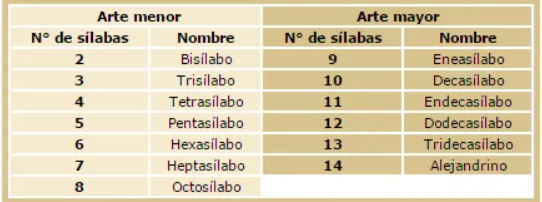 Arte menor Arte mayor
N° de sílabas Nombre N° de sílabas Nombre
2 Bisílabo 9 Eneasílabo
3 Trisílabo 10 Decasílabo
4 Tetrasílabo 11 Endecasílabo
5 Pentasílabo 12 Dodecasílabo
6 Hexasílabo 13 Tridecasílabo
7 Heptasílabo 14 Alejandrino
8 Octosílabo